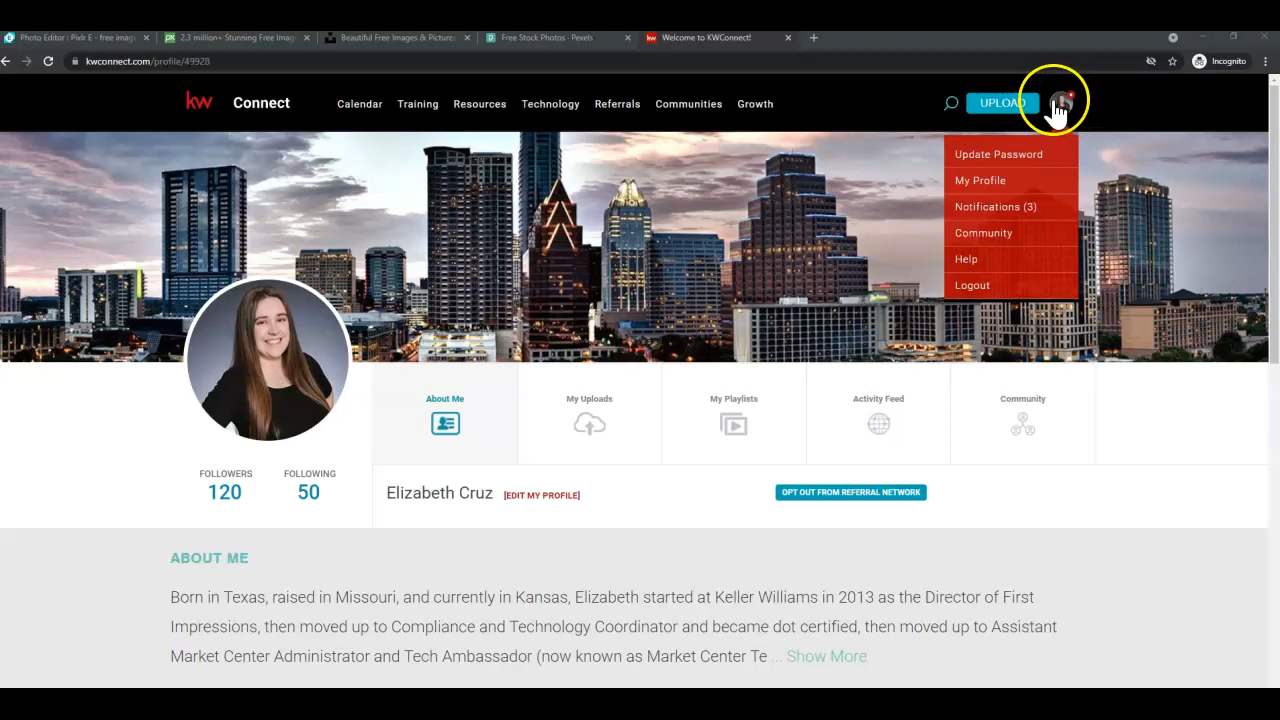 Photo Editor : Pixlr E - free imag
2.3 million+ Stunning Free Imag
Beautiful Free Images & Pictures
Free Stock Photos · Pexels
Welcome to KWConnect!
kwconnect.com/profile/49928
Incognito
kw Connect
Calendar Training Resources Technology Referrals Communities Growth
UPLOAD
Update Password
My Profile
Notifications (3)
Community
Help
Logout
About Me
My Uploads
My Playlists
Activity Feed
Community
FOLLOWERS FOLLOWING
120 50
Elizabeth Cruz [EDIT MY PROFILE]
OPT OUT FROM REFERRAL NETWORK
ABOUT ME
Born in Texas, raised in Missouri, and currently in Kansas, Elizabeth started at Keller Williams in 2013 as the Director of First
Impressions, then moved up to Compliance and Technology Coordinator and became dot certified, then moved up to Assistant
Market Center Administrator and Tech Ambassador (now known as Market Center Te ... Show More